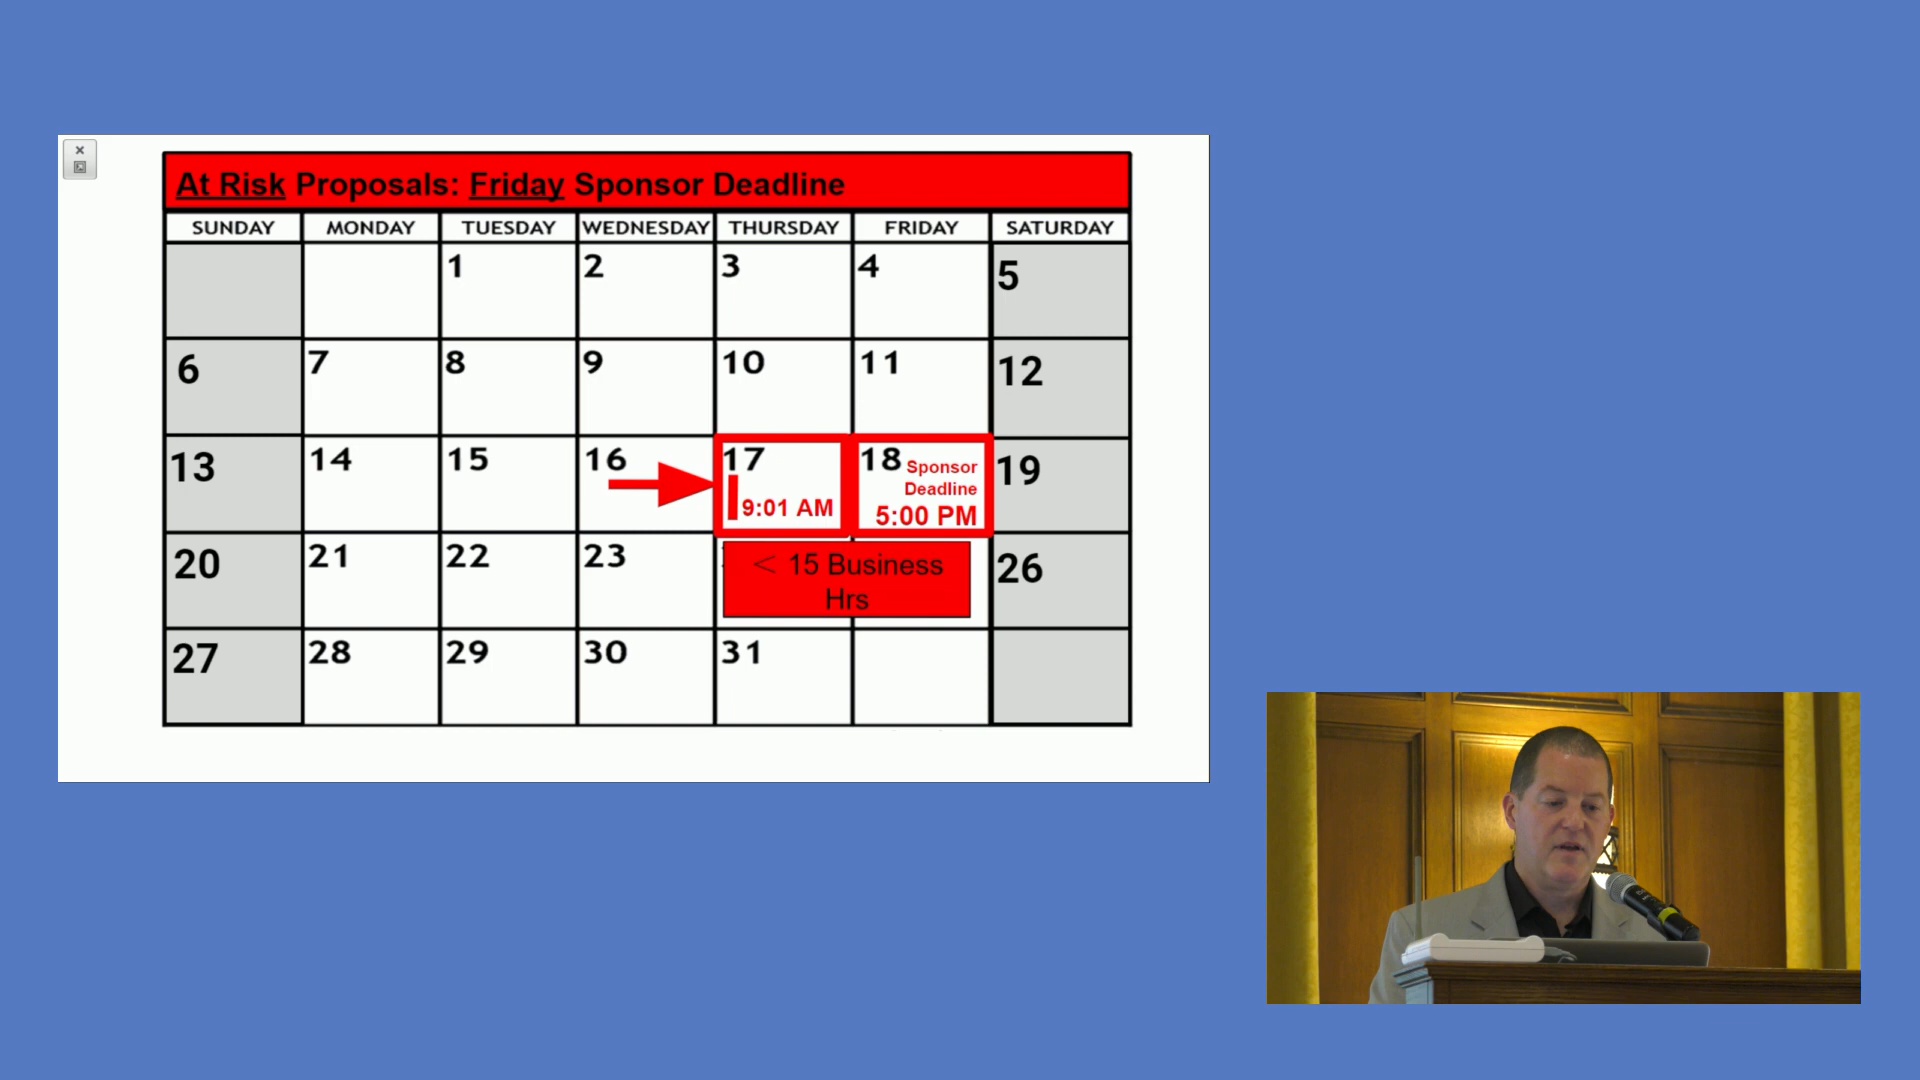 At Risk Proposals: Friday Sponsor Deadline
SUNDAY MONDAY TUESDAY WEDNESDAY THURSDAY FRIDAY SATURDAY
1 2 3 4 5
6 7 8 9 10 11 12
13 14 15 16 17 18 19
Sponsor
Deadline
9:01 AM 5:00 PM
20 21 22 23 26
< 15 Business
Hrs
27 28 29 30 31